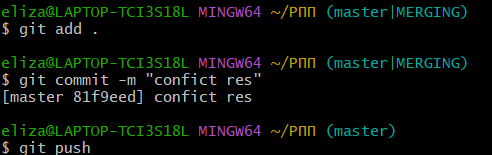 eliza@LAPTOP-TCI3S18L MINGW64 ~/РПП (master|MERGING)
$ git add .
eliza@LAPTOP-TCI3S18L MINGW64 ~/РПП (master|MERGING)
$ git commit -m "confict res"
[master 81f9eed] confict res
eliza@LAPTOP-TCI3S18L MINGW64 ~/РПП (master)
$ git push